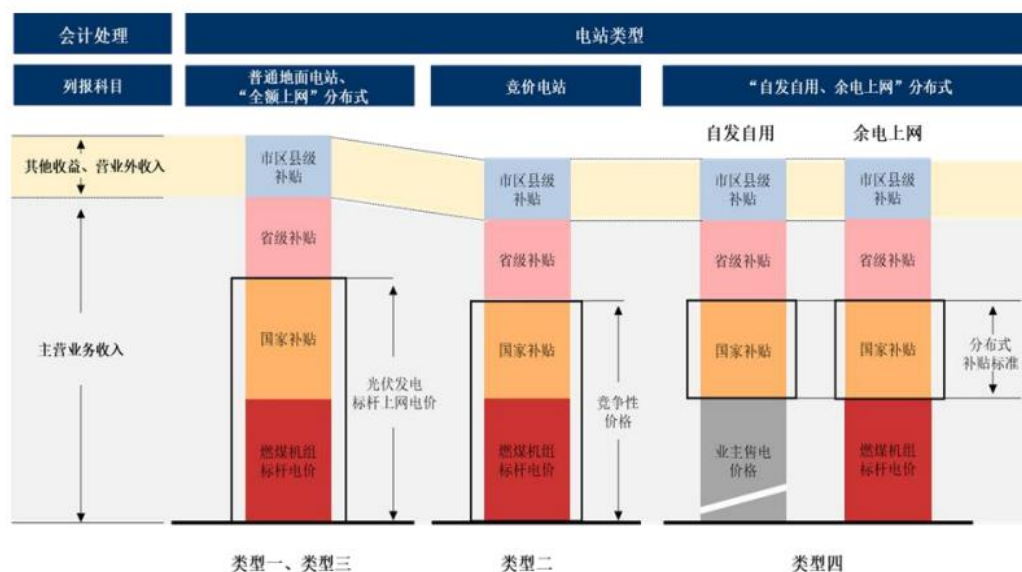 会计处理
电站类型
列报科目
普通地面电站、
“全额上网”分布式
竞价电站
“自发自用、余电上网”分布式
自发自用
余电上网
其他收益、营业外收入
市区县级
补贴
市区县级
补贴
市区县级
补贴
市区县级
补贴
省级补贴
省级补贴
省级补贴
省级补贴
主营业务收入
国家补贴
国家补贴
国家补贴
国家补贴
光伏发电
标杆上网电价
竞争性
价格
分布式
补贴标准
燃煤机组
标杆电价
燃煤机组
标杆电价
业主售电
价格
燃煤机组
标杆电价
类型一、类型三
类型二
类型四